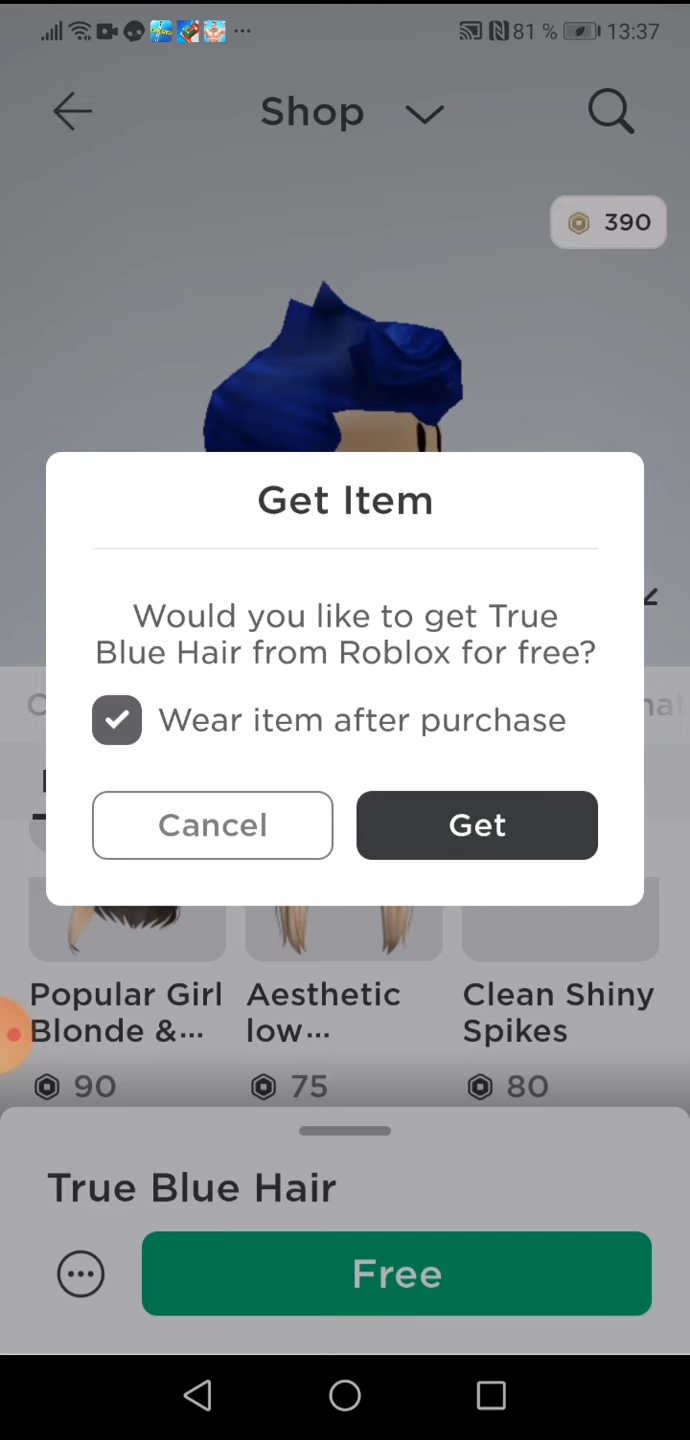 81 % 13:37
Shop
390
Get Item
Would you like to get True
Blue Hair from Roblox for free?
Wear item after purchase
Cancel
Get
Popular Girl
Blonde &...
Aesthetic
low...
Clean Shiny
Spikes
90
75
80
True Blue Hair
Free